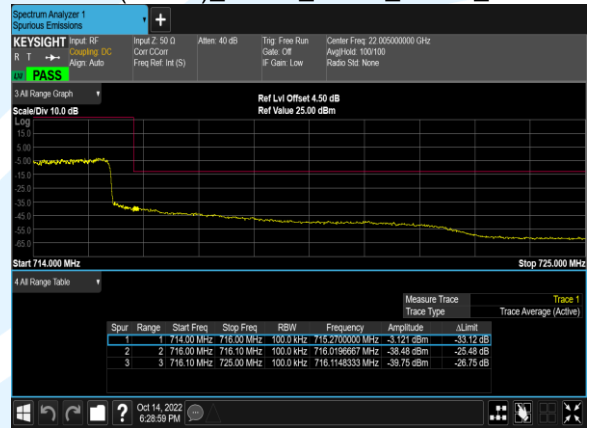 Spectrum Analyzer 1
Spurious Emissions
KEYSIGHT Input: RF Input Z: 50 Ω Atten: 40 dB Trig: Free Run Center Freq: 22.005000000 GHz
R T Coupling: DC Corr CCorr Gate: Off Avg|Hold: 100/100
Align: Auto Freq Ref: Int (S) IF Gain: Low Radio Std: None
PASS
3 All Range Graph
Ref Lvl Offset 4.50 dB
Scale/Div 10.0 dB Ref Value 25.00 dBm
Log
15.0
5.00
-5.00
-15.0
-25.0
-35.0
-45.0
-55.0
-65.0
Start 714.000 MHz Stop 725.000 MHz
4 All Range Table
Measure Trace Trace 1
Trace Type Trace Average (Active)
Spur Range Start Freq Stop Freq RBW Frequency Amplitude ΔLimit
1 1 714.00 MHz 716.00 MHz 100.0 kHz 715.2700000 MHz -3.121 dBm -33.12 dB
2 2 716.00 MHz 716.10 MHz 100.0 kHz 716.0196667 MHz -38.48 dBm -25.48 dB
3 3 716.10 MHz 725.00 MHz 100.0 kHz 716.1148333 MHz -39.75 dBm -26.75 dB
? Oct 14, 2022
6:28:59 PM